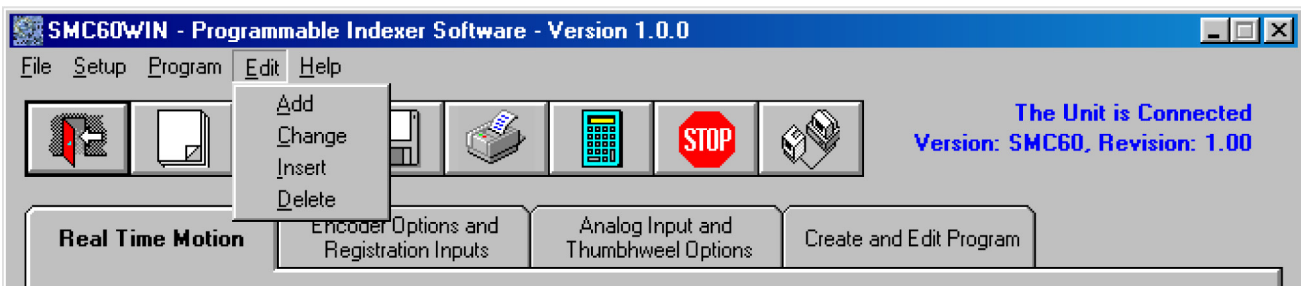 SMC60WIN - Programmable Indexer Software - Version 1.0.0
File Setup Program Edit Help
Add
Change
Insert
Delete
STOP
The Unit is Connected
Version: SMC60, Revision: 1.00
Real Time Motion
Encoder Options and
Registration Inputs
Analog Input and
Thumbhweel Options
Create and Edit Program